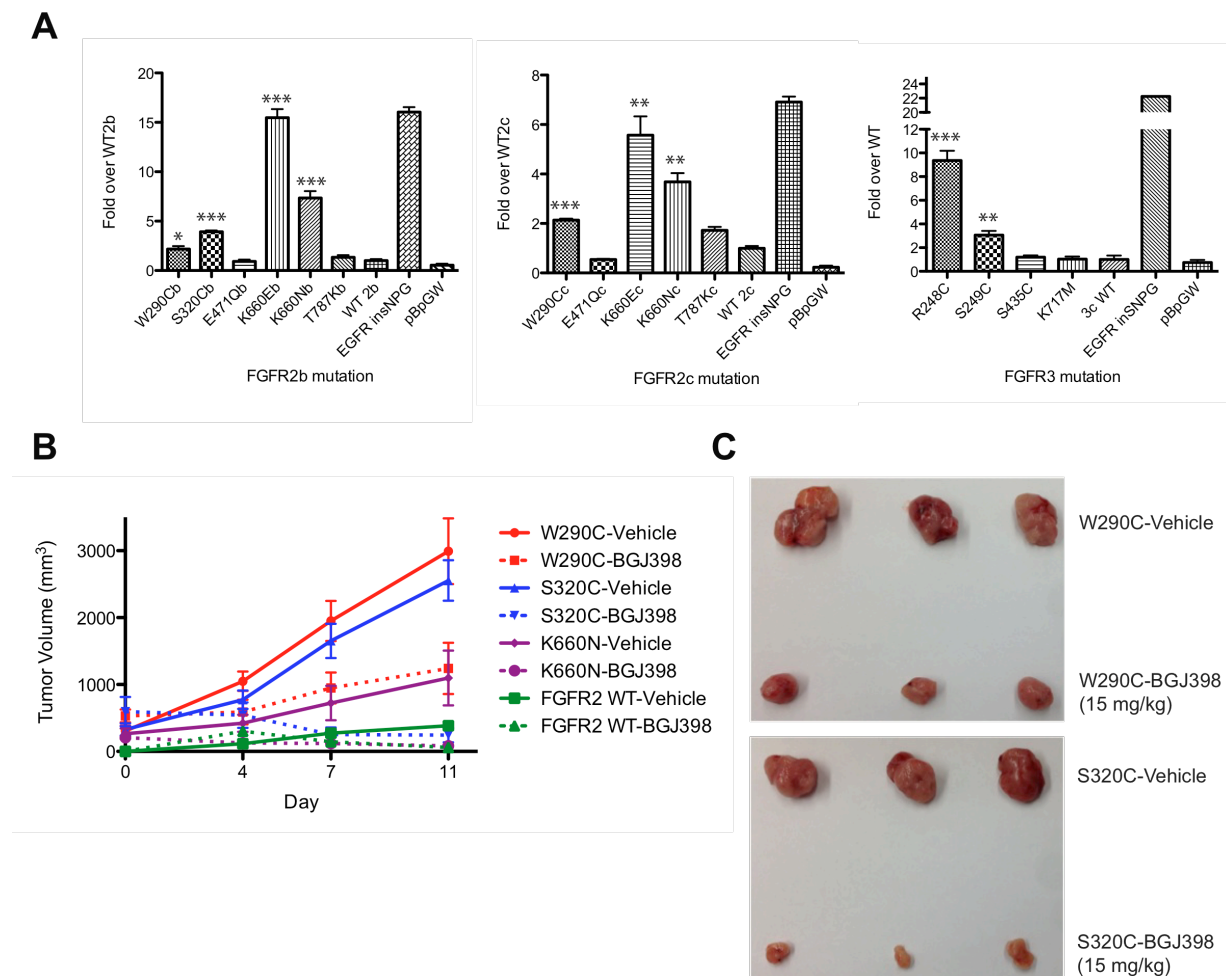 A
Fold over WT2b
20
15
10
5
0
***
***
***
*
W290Cb
S320Cb
E471Qb
K660Eb
K660Nb
T787Kb
WT 2b
EGFR insNPG
pBpGW
FGFR2b mutation
Fold over WT2c
8
6
4
2
0
***
**
**
W290Cc
E471Qc
K660Ec
K660Nc
T787Kc
WT 2c
EGFR insNPG
pBpGW
FGFR2c mutation
Fold over WT
24
22
20
12
10
8
6
4
2
0
***
**
R248C
S249C
S435C
K717M
3c WT
EGFR inSNPG
pBpGW
FGFR3 mutation
B
Tumor Volume (mm3)
3000
2000
1000
0
0
4
7
11
Day
W290C-Vehicle
W290C-BGJ398
S320C-Vehicle
S320C-BGJ398
K660N-Vehicle
K660N-BGJ398
FGFR2 WT-Vehicle
FGFR2 WT-BGJ398
C
W290C-Vehicle
W290C-BGJ398
(15 mg/kg)
S320C-Vehicle
S320C-BGJ398
(15 mg/kg)